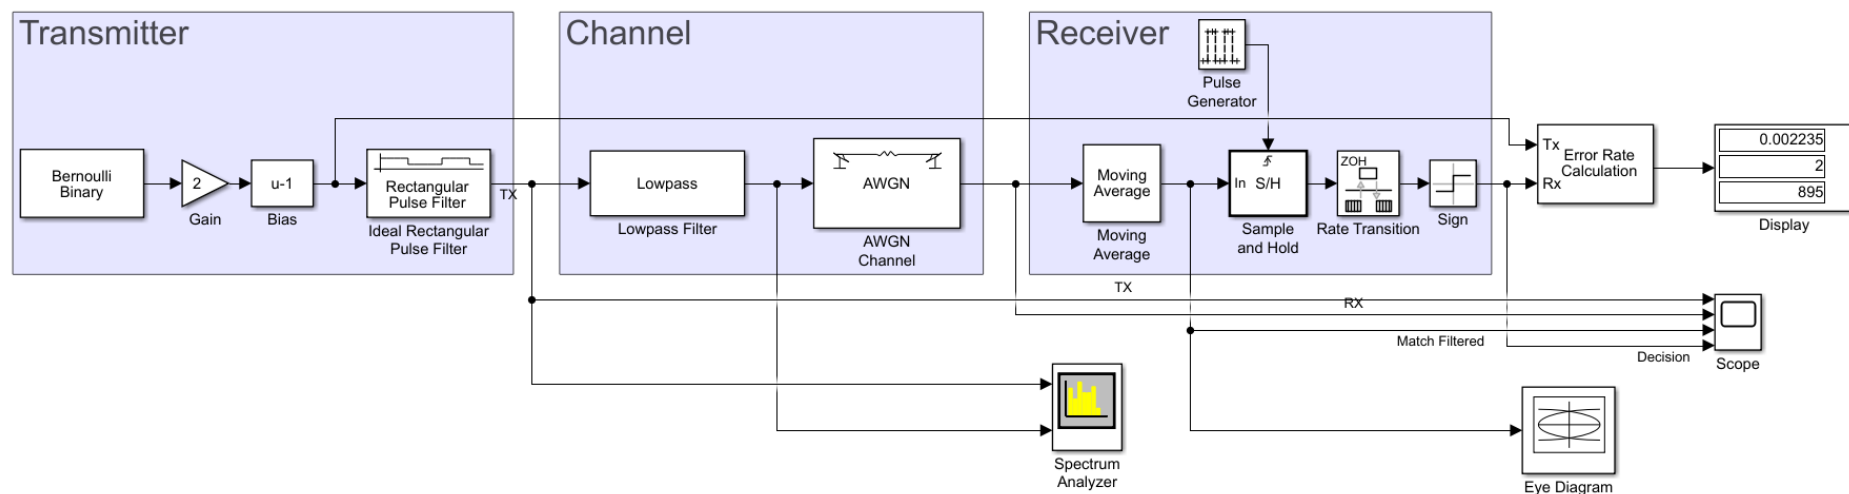 Transmitter
Channel
Receiver
Pulse
Generator
Bernoulli
Binary
2
Gain
u-1
Bias
Rectangular
Pulse Filter
Ideal Rectangular
Pulse Filter
TX
Lowpass
Lowpass Filter
AWGN
AWGN
Channel
Moving
Average
Moving
Average
In S/H
Sample
and Hold
ZOH
Rate Transition
Sign
Tx
Rx
Error Rate
Calculation
0.002235
2
895
Display
TX
RX
Match Filtered
Decision
Scope
Spectrum
Analyzer
Eye Diagram